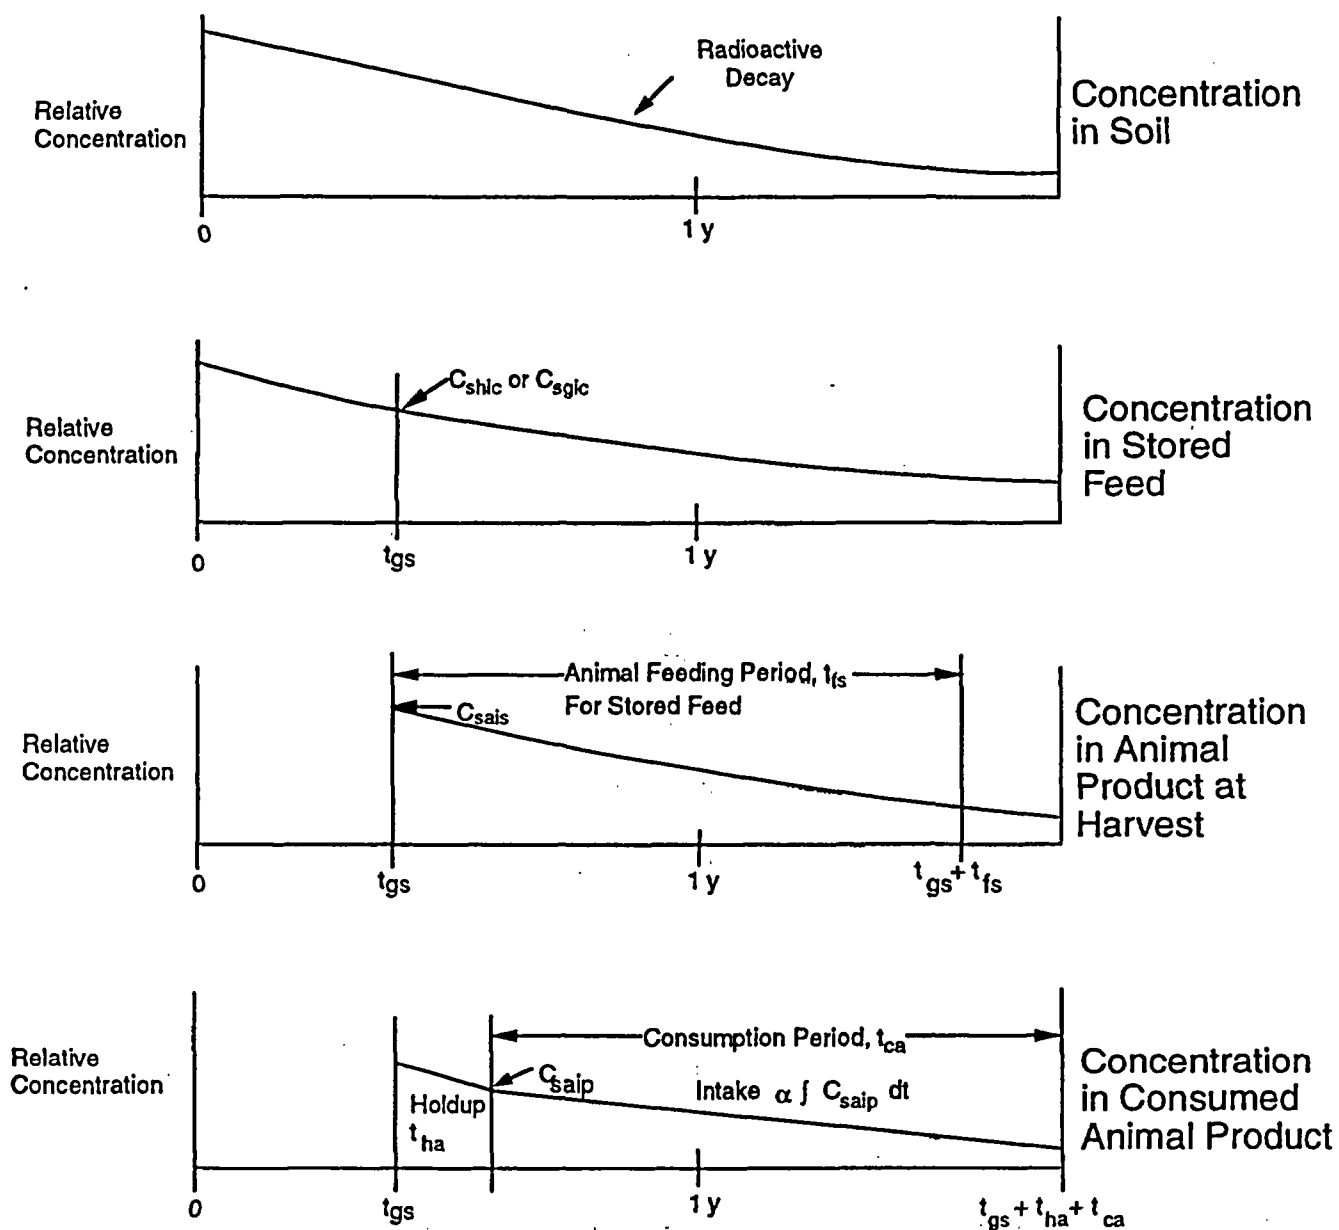 Radioactive
Decay
Relative
Concentration
Concentration
in Soil
0
1 y
C_shic or C_sgic
Relative
Concentration
Concentration
in Stored
Feed
0
t_gs
1 y
Animal Feeding Period, t_fs
For Stored Feed
C_sais
Relative
Concentration
Concentration
in Animal
Product at
Harvest
0
t_gs
1 y
t_gs + t_fs
Consumption Period, t_ca
C_saip
Intake α ∫ C_saip dt
Holdup
t_ha
Relative
Concentration
Concentration
in Consumed
Animal Product
0
t_gs
1 y
t_gs + t_ha + t_ca